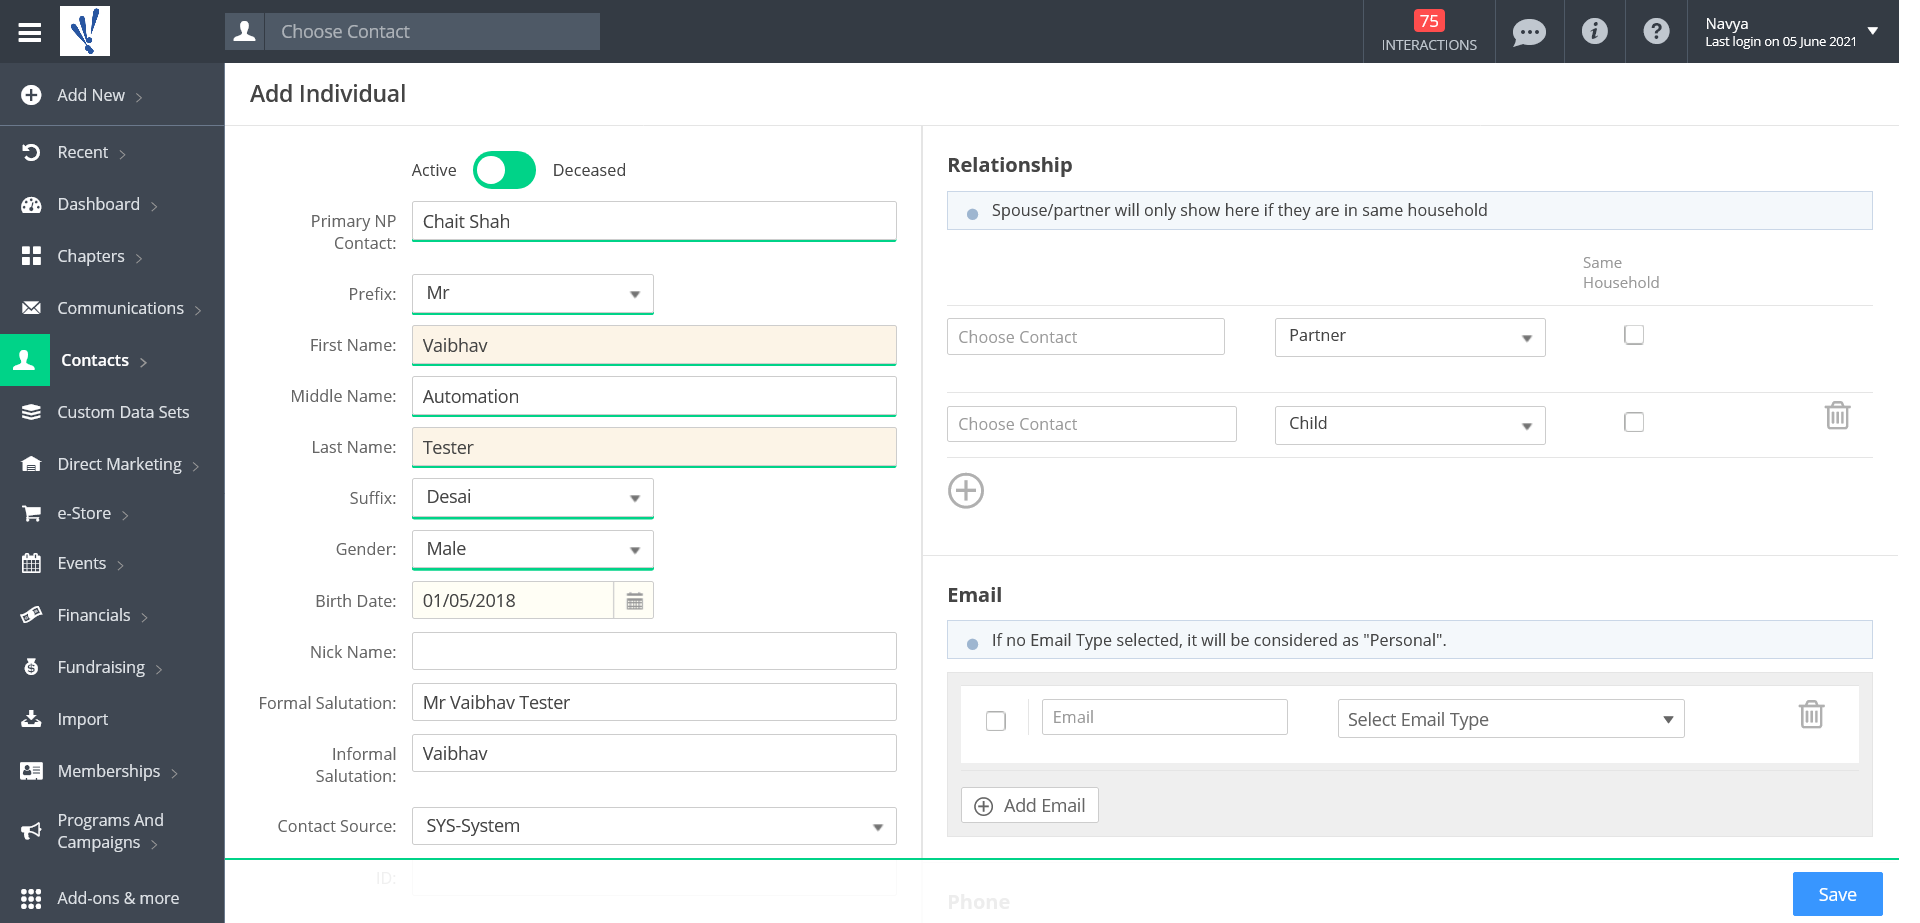 Choose Contact
75
INTERACTIONS
Navya
Last login on 05 June 2021
Add New
Recent
Dashboard
Chapters
Communications
Contacts
Custom Data Sets
Direct Marketing
e-Store
Events
Financials
Fundraising
Import
Memberships
Programs And
Campaigns
Add-ons & more
Add Individual
Active
Deceased
Primary NP
Contact:
Chait Shah
Prefix:
Mr
First Name:
Vaibhav
Middle Name:
Automation
Last Name:
Tester
Suffix:
Desai
Gender:
Male
Birth Date:
01/05/2018
Nick Name:
Formal Salutation:
Mr Vaibhav Tester
Informal
Salutation:
Vaibhav
Contact Source:
SYS-System
ID:
Relationship
Spouse/partner will only show here if they are in same household
Same
Household
Choose Contact
Partner
Choose Contact
Child
Email
If no Email Type selected, it will be considered as "Personal".
Email
Select Email Type
Add Email
Phone
Save